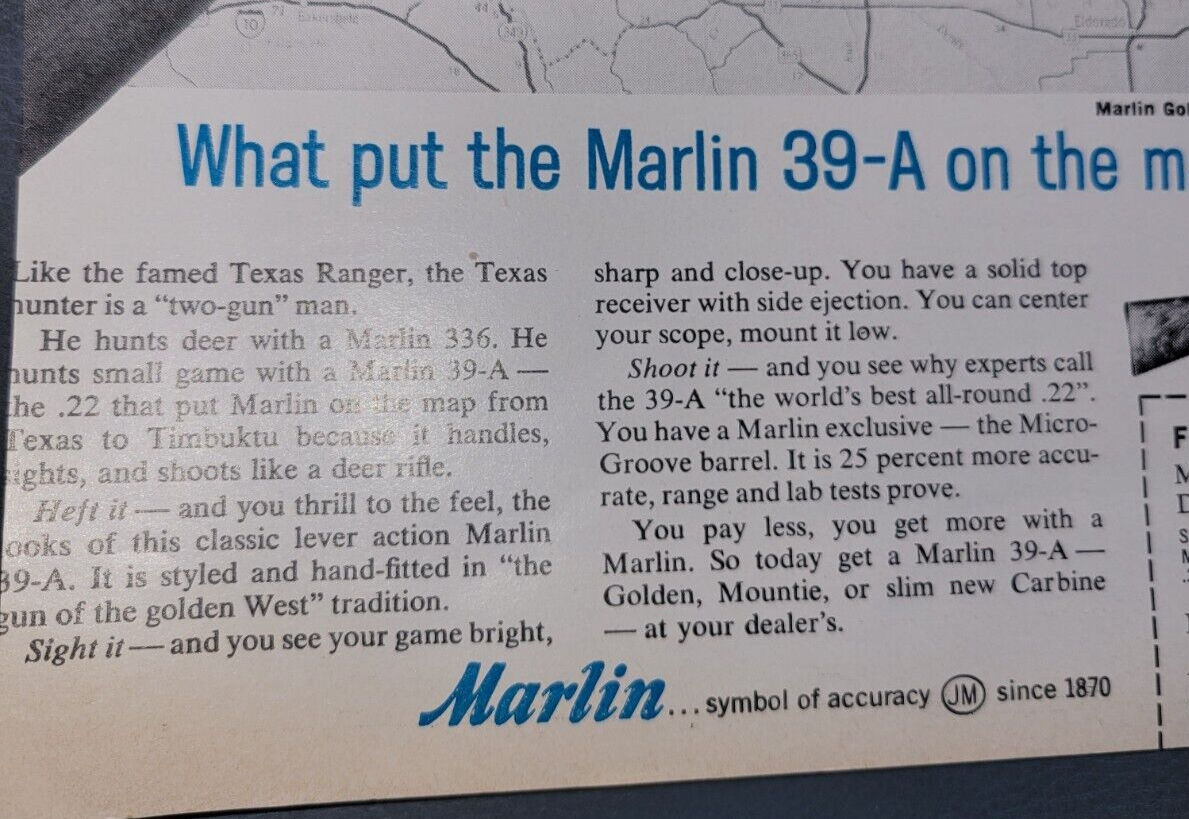 10
71
Bakersfield
44
349
Eldorado
Marlin
What put the Marlin 39-A on the
Like the famed Texas Ranger, the Texas
hunter is a “two-gun” man.
He hunts deer with a Marlin 336. He
hunts small game with a Marlin 39-A —
the .22 that put Marlin on the map from
Texas to Timbuktu because it handles,
sights, and shoots like a deer rifle.
Heft it — and you thrill to the feel, the
looks of this classic lever action Marlin
39-A. It is styled and hand-fitted in “the
gun of the golden West” tradition.
Sight it — and you see your game bright,
sharp and close-up. You have a solid top
receiver with side ejection. You can center
your scope, mount it low.
Shoot it — and you see why experts call
the 39-A “the world’s best all-round .22”.
You have a Marlin exclusive — the Micro-
Groove barrel. It is 25 percent more accu-
rate, range and lab tests prove.
You pay less, you get more with a
Marlin. So today get a Marlin 39-A —
Golden, Mountie, or slim new Carbine
— at your dealer's.
Marlin...symbol of accuracy JM since 1870